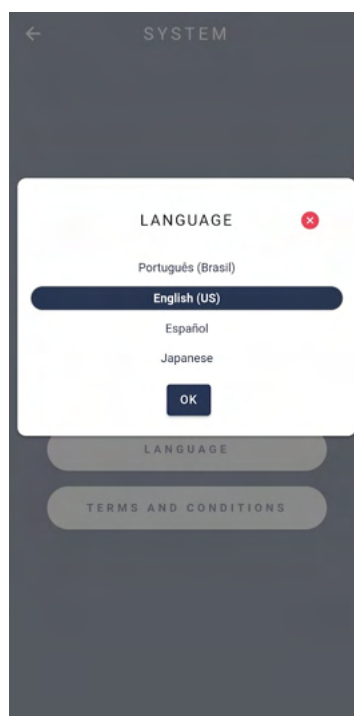 SYSTEM
LANGUAGE
Português (Brasil)
English (US)
Español
Japanese
OK
LANGUAGE
TERMS AND CONDITIONS